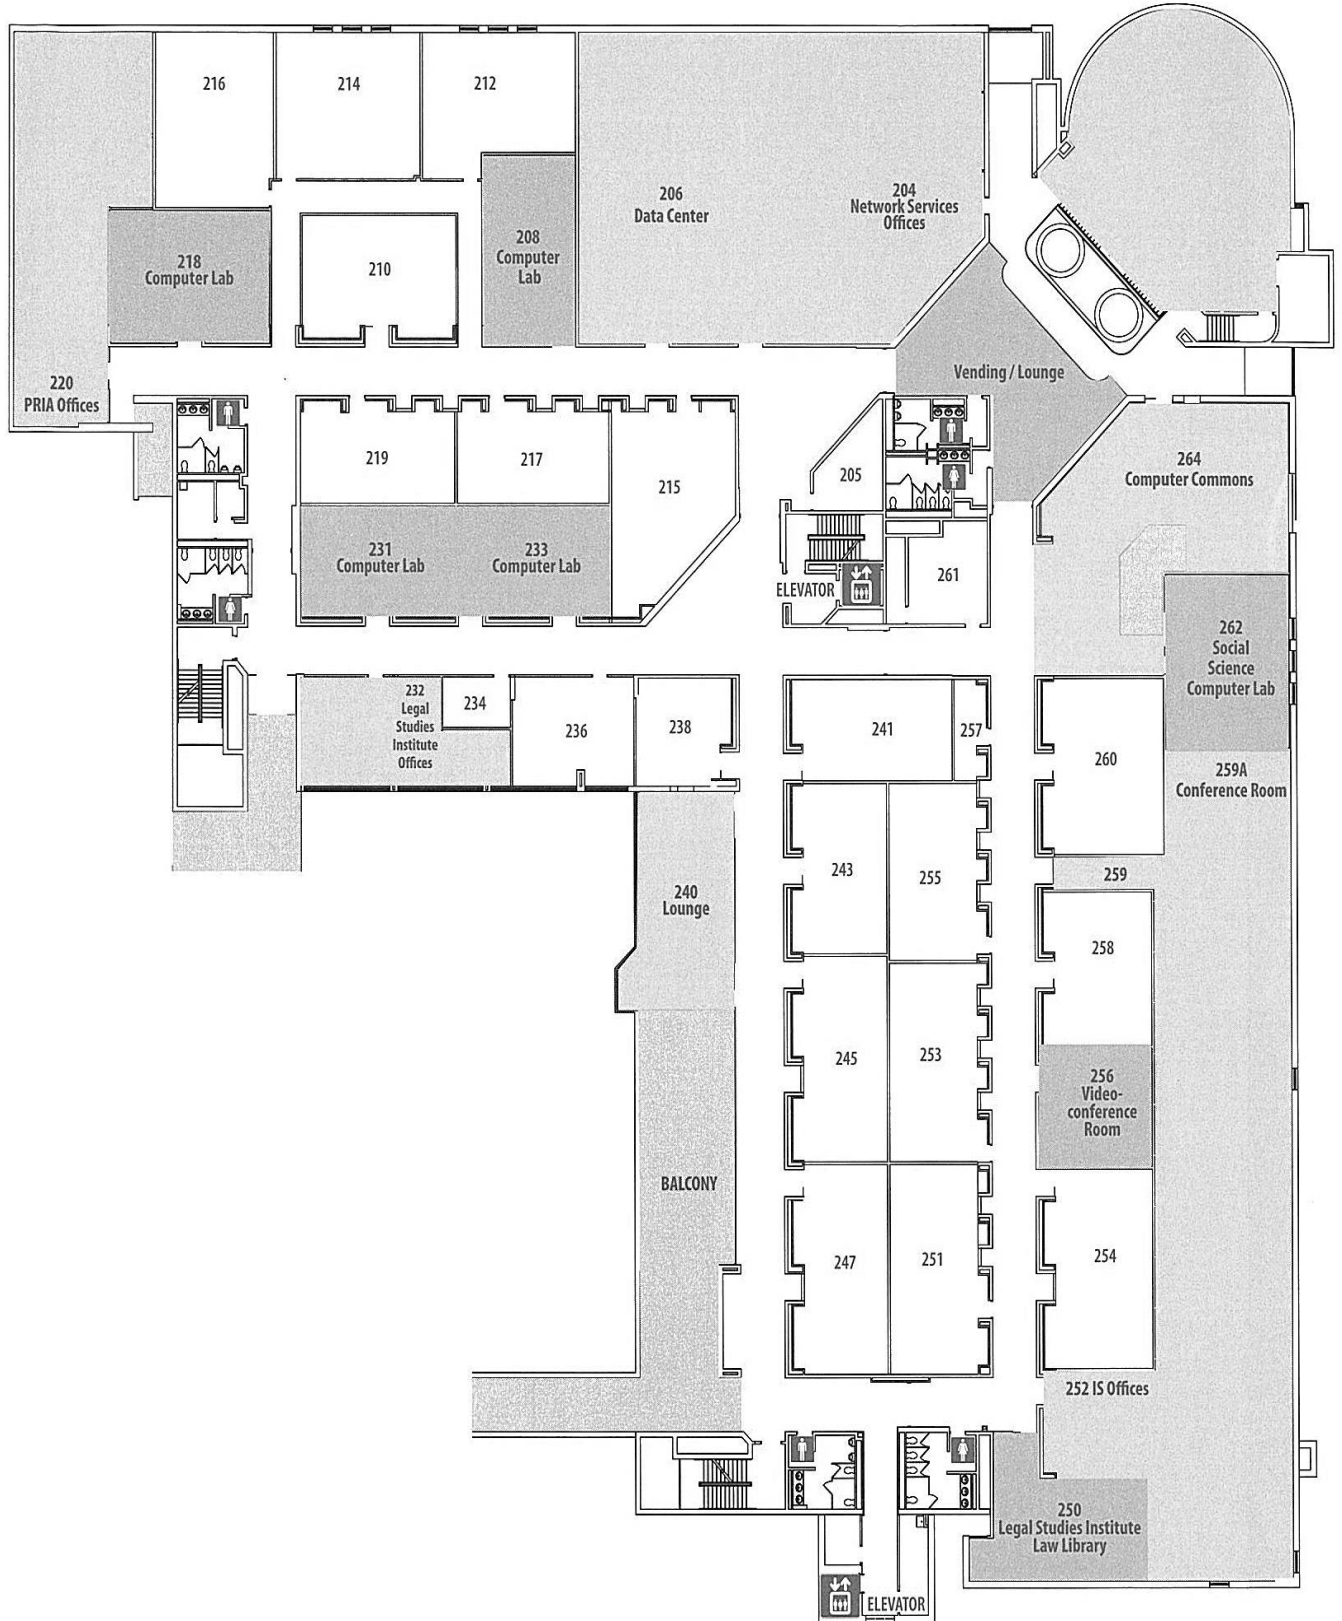 216
214
212
206
Data Center
204
Network Services
Offices
208
Computer
Lab
218
Computer Lab
210
Vending / Lounge
220
PRIA Offices
219
217
215
205
264
Computer Commons
231
Computer Lab
233
Computer Lab
ELEVATOR
261
262
Social
Science
Computer Lab
232
Legal
Studies
Institute
Offices
234
236
238
241
257
260
259A
Conference Room
243
255
259
240
Lounge
258
245
253
256
Video-
conference
Room
BALCONY
247
251
254
252 IS Offices
250
Legal Studies Institute
Law Library
ELEVATOR